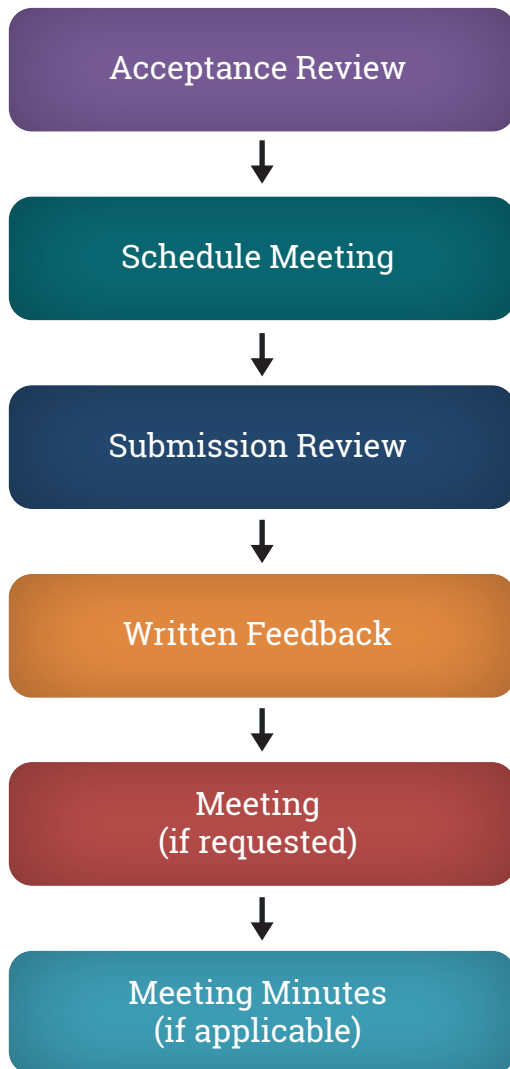 Acceptance Review
Schedule Meeting
Submission Review
Written Feedback
Meeting
(if requested)
Meeting Minutes
(if applicable)